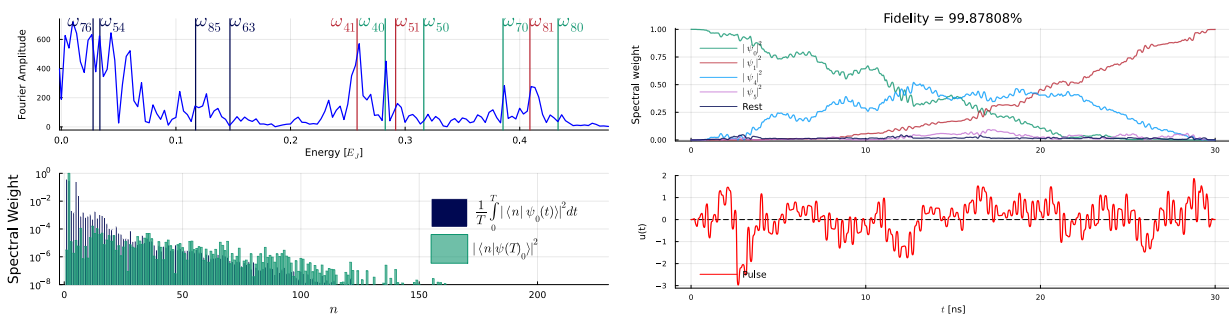 ω₇₆ ω₅₄ ω₈₅ ω₆₃ ω₄₁ ω₄₀ ω₅₁ ω₅₀ ω₇₀ ω₈₁ ω₈₀
Fourier Amplitude
600
400
200
0
0.0 0.1 0.2 0.3 0.4
Energy [E_J]
Spectral Weight
10⁰
10⁻²
10⁻⁴
10⁻⁶
10⁻⁸
0 50 100 150 200
n
1/T ∫₀ᵀ |⟨n| ψ₀(t)⟩|² dt
|⟨n|ψ(T)₀⟩|²
Fidelity = 99.87808%
Spectral weight
1.00
0.75
0.50
0.25
0.00
|ψ₀|²
|ψ₁|²
|ψ₄|²
|ψ₅|²
Rest
0 10 20 30
u(t)
2
1
0
-1
-2
-3
Pulse
0 10 20 30
t [ns]